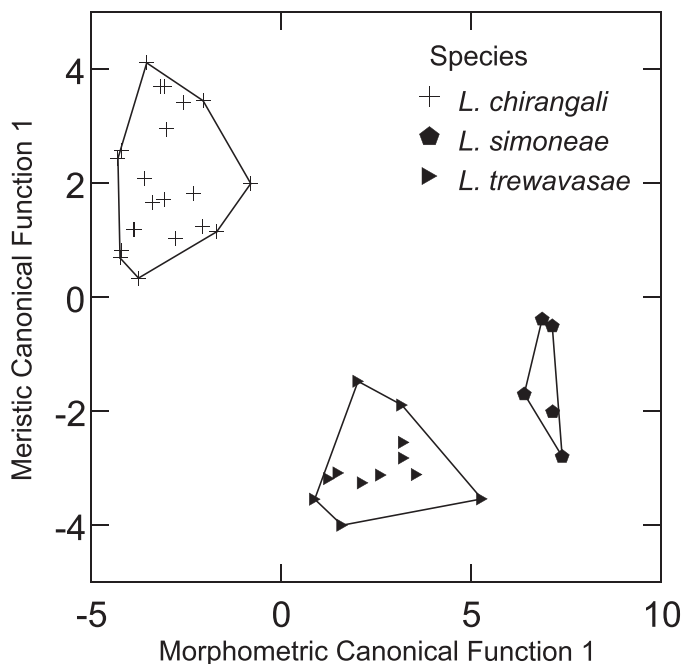 Species
L. chirangali
L. simoneae
L. trewavasae
4
2
0
-2
-4
Meristic Canonical Function 1
-5 0 5 10
Morphometric Canonical Function 1